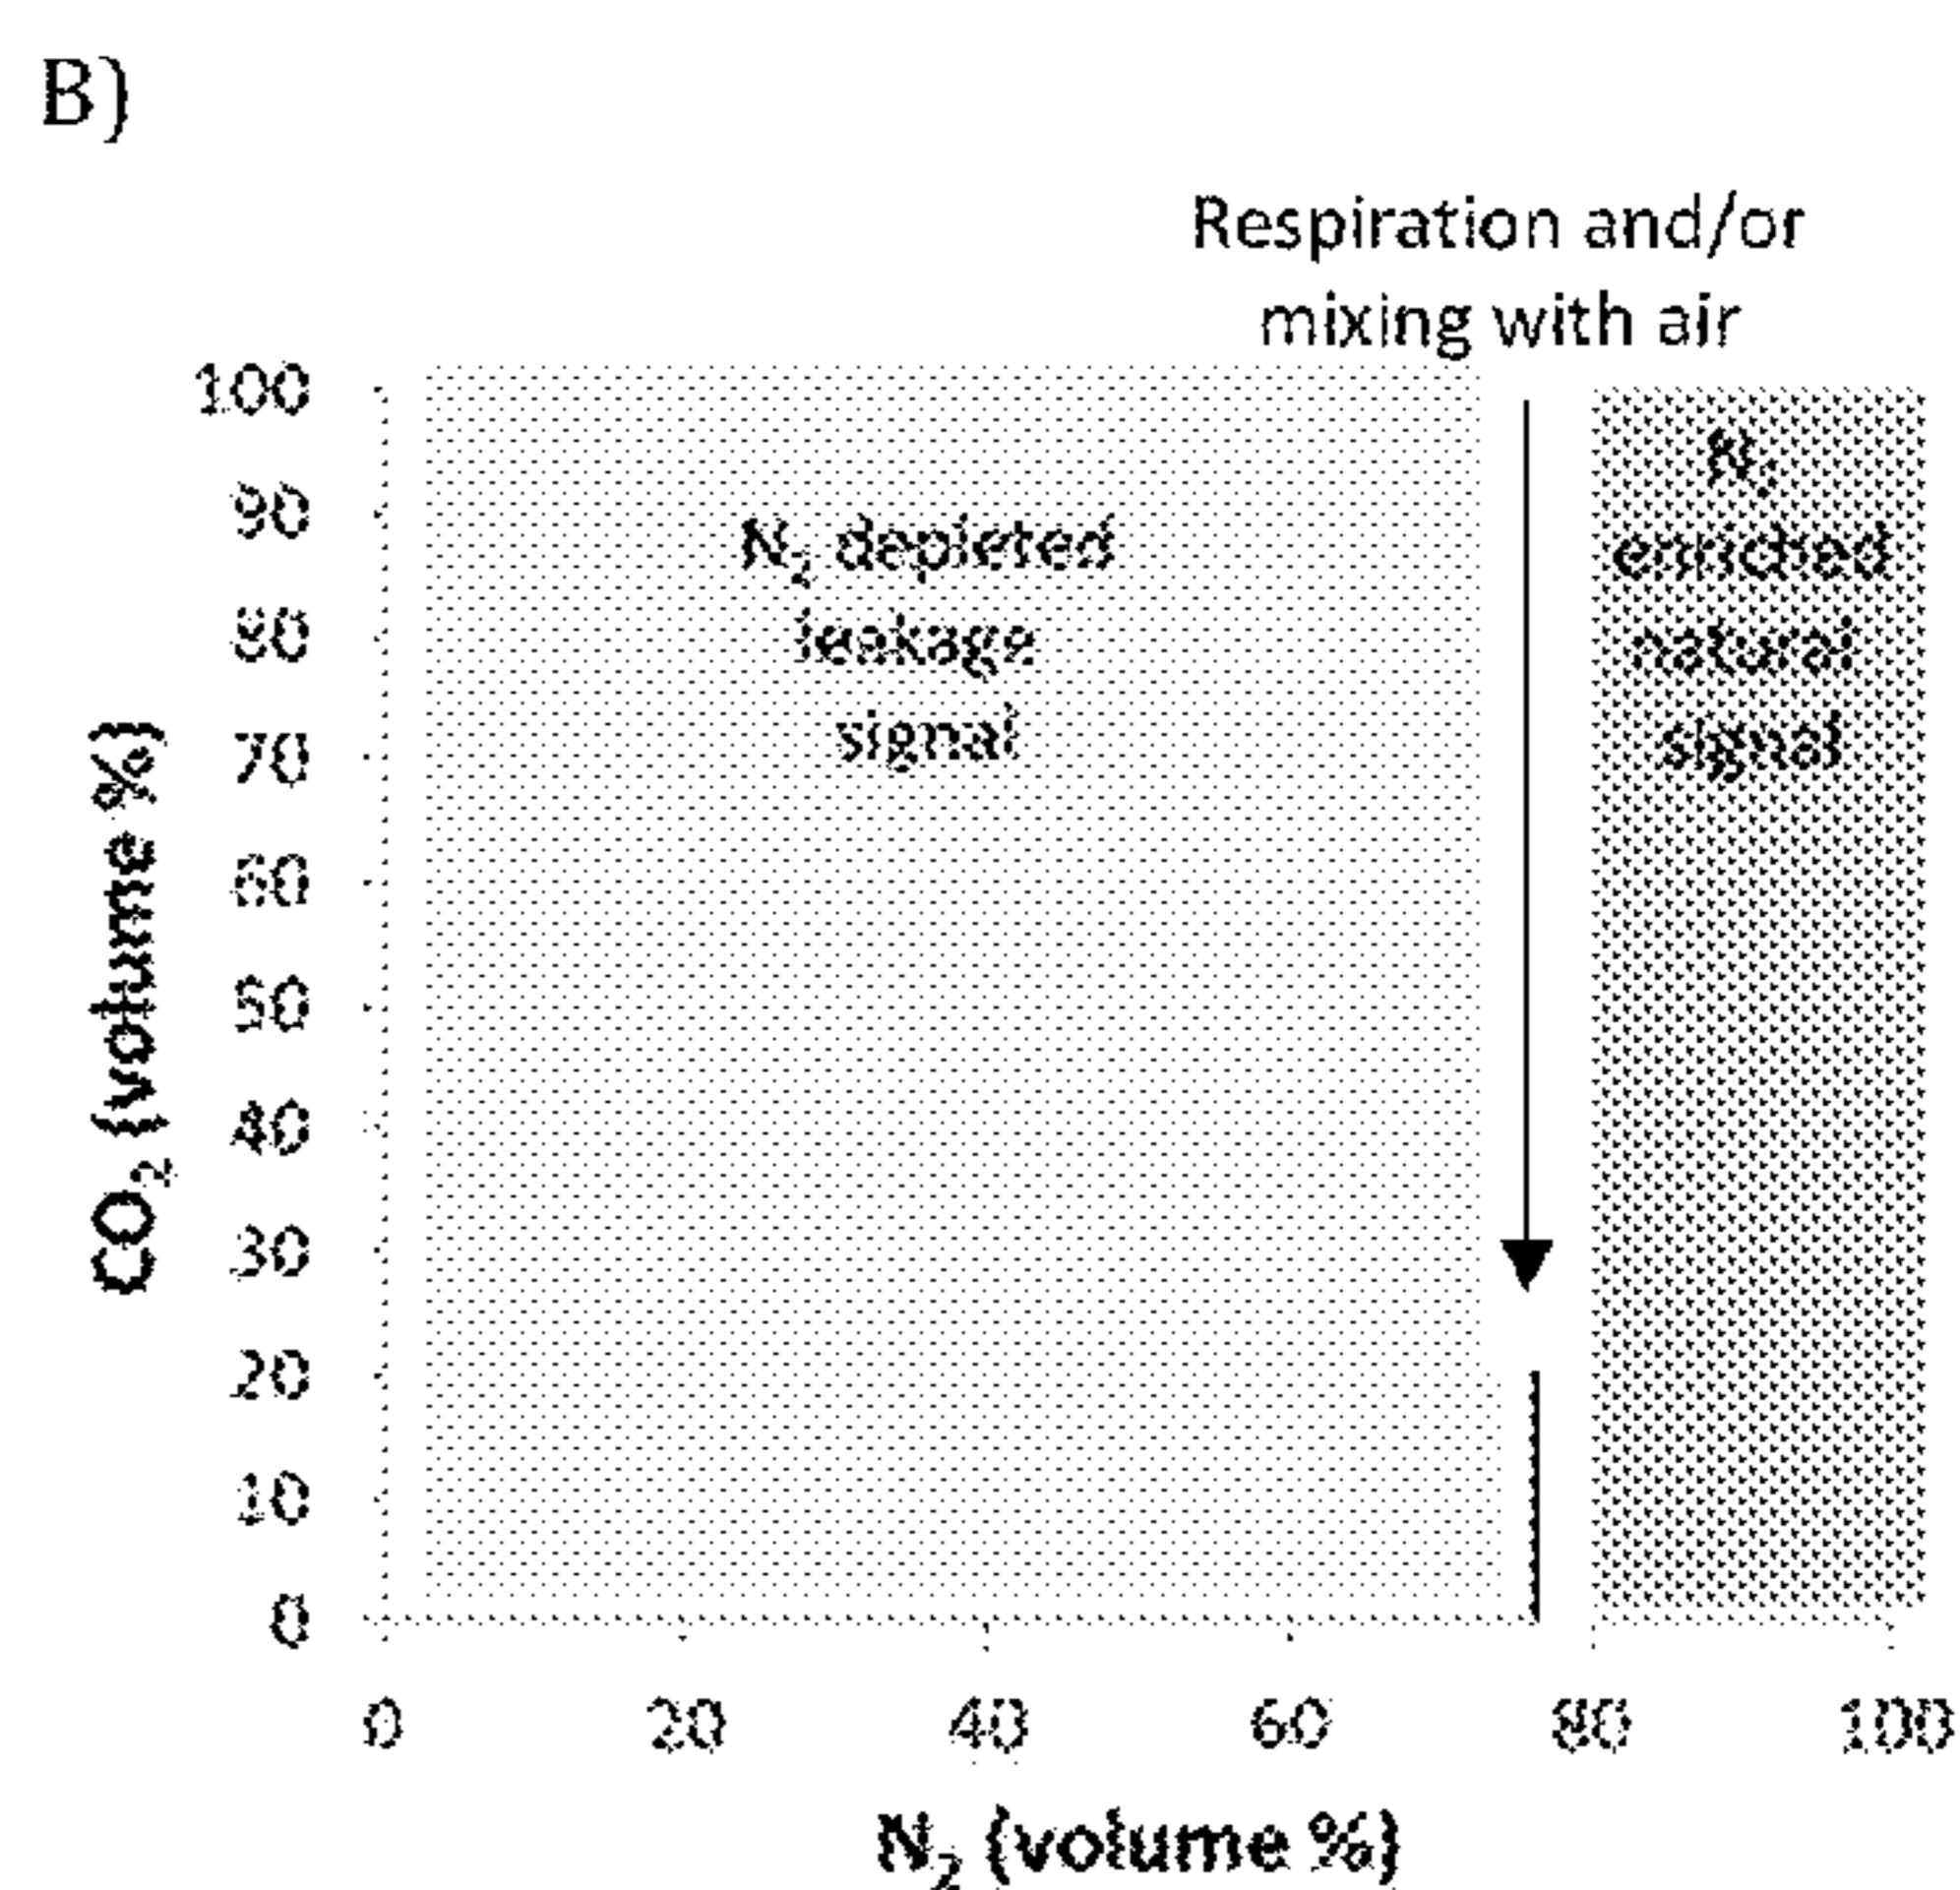 B)
Respiration and/or
mixing with air
N₂ depleted
leakage
signal
N₂
enriched
natural
signal
CO₂ (volume %)
100
90
80
70
60
50
40
30
20
10
0
0 20 40 60 80 100
N₂ (volume %)